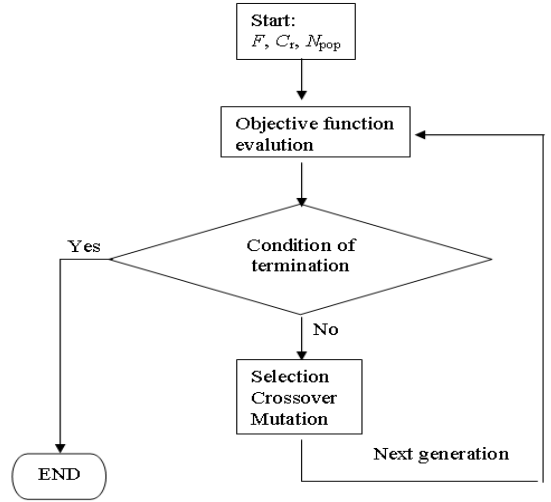 Start:
F, Cr, Npop
Objective function
evalution
Condition of
termination
Yes
No
Selection
Crossover
Mutation
Next generation
END